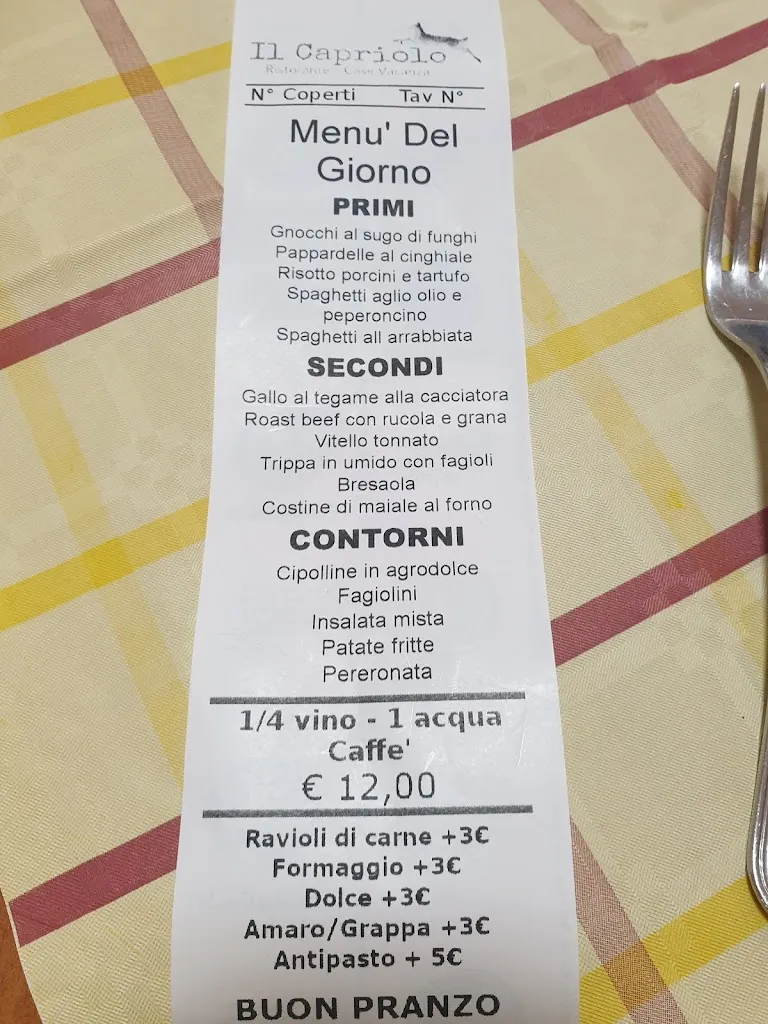 Il Capriolo
Ristorante Case Vacanza
N° Coperti Tav N°
Menu' Del
Giorno
PRIMI
Gnocchi al sugo di funghi
Pappardelle al cinghiale
Risotto porcini e tartufo
Spaghetti aglio olio e
peperoncino
Spaghetti all arrabbiata
SECONDI
Gallo al tegame alla cacciatora
Roast beef con rucola e grana
Vitello tonnato
Trippa in umido con fagioli
Bresaola
Costine di maiale al forno
CONTORNI
Cipolline in agrodolce
Fagiolini
Insalata mista
Patate fritte
Pereronata
1/4 vino - 1 acqua
Caffe'
€ 12,00
Ravioli di carne +3€
Formaggio +3€
Dolce +3€
Amaro/Grappa +3€
Antipasto + 5€
BUON PRANZO